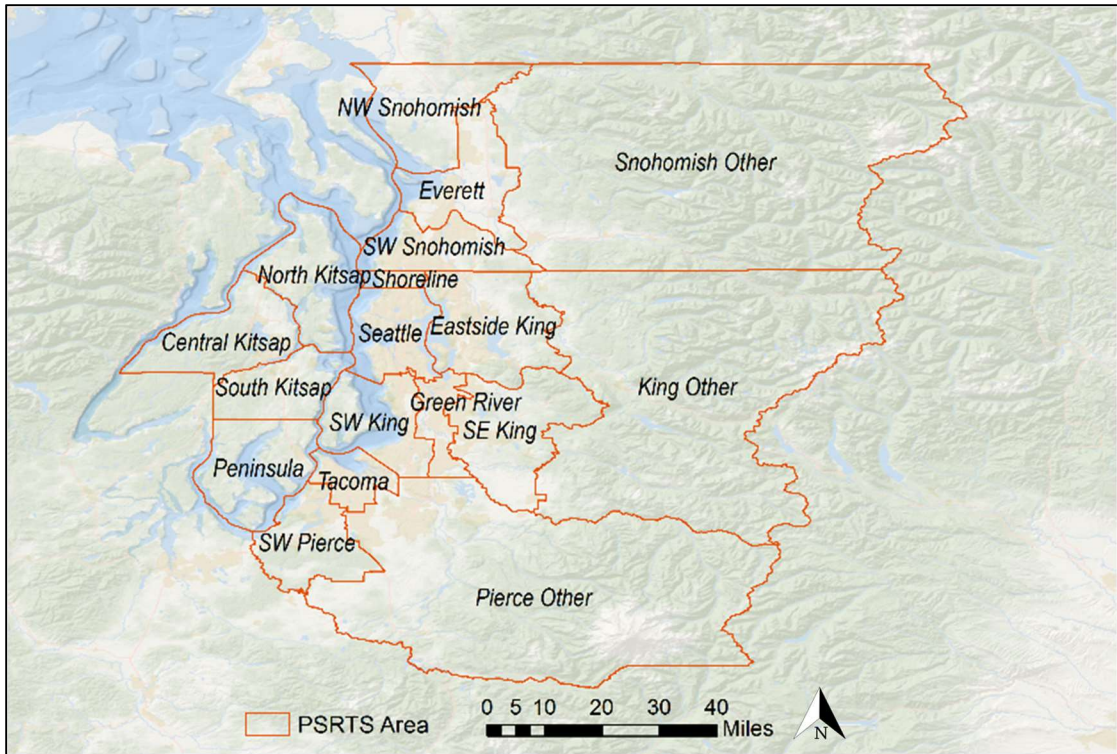 NW Snohomish
Snohomish Other
Everett
SW Snohomish
North Kitsap
Shoreline
Seattle
Eastside King
Central Kitsap
South Kitsap
King Other
Green River
SW King
SE King
Peninsula
Tacoma
SW Pierce
Pierce Other
PSRTS Area
0 5 10 20 30 40
Miles
N